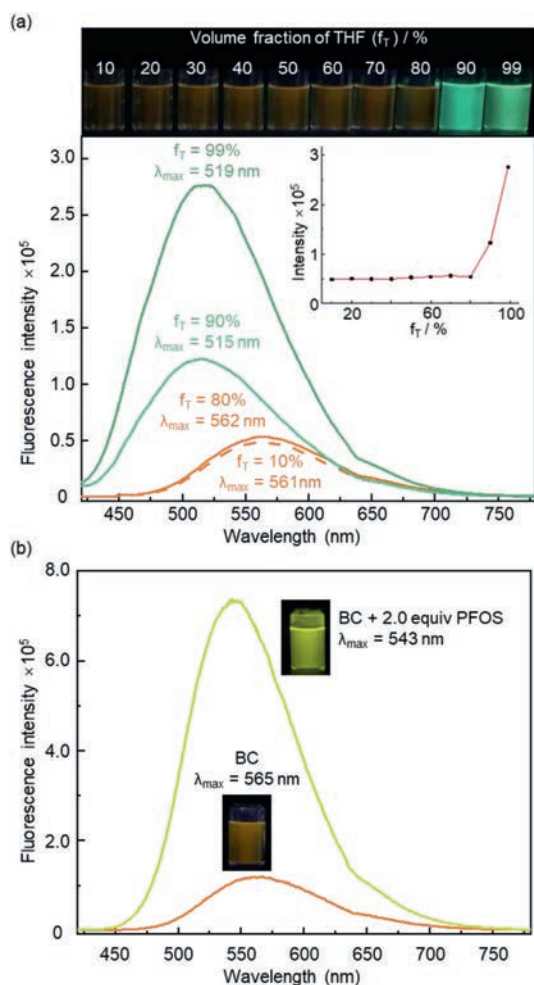 (a)
Volume fraction of THF (fT) / %
10 20 30 40 50 60 70 80 90 99
3.0
2.5
2.0
1.5
1.0
0.5
0
Fluorescence intensity ×10⁵
fT = 99%
λmax = 519 nm
fT = 90%
λmax = 515 nm
fT = 80%
λmax = 562 nm
fT = 10%
λmax = 561nm
3
2
1
0
Intensity ×10⁵
20 60 100
fT / %
450 500 550 600 650 700 750
Wavelength (nm)
(b)
8.0
6.0
4.0
2.0
0
Fluorescence intensity ×10⁵
BC + 2.0 equiv PFOS
λmax = 543 nm
BC
λmax = 565 nm
450 500 550 600 650 700 750
Wavelength (nm)